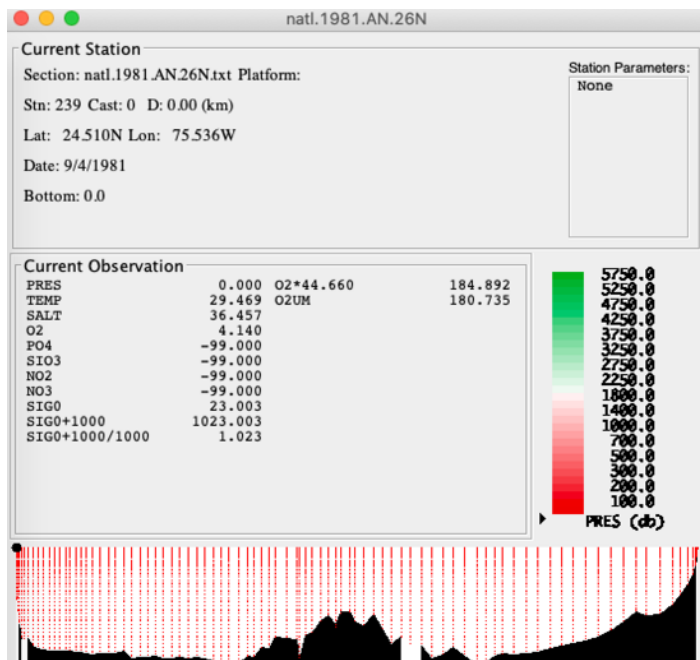 natl.1981.AN.26N
Current Station
Section: natl.1981.AN.26N.txt Platform:
Stn: 239 Cast: 0 D: 0.00 (km)
Lat: 24.510N Lon: 75.536W
Date: 9/4/1981
Bottom: 0.0
Station Parameters:
None
Current Observation
PRES 0.000 O2*44.660 184.892
TEMP 29.469 O2UM 180.735
SALT 36.457
O2 4.140
PO4 -99.000
SIO3 -99.000
NO2 -99.000
NO3 -99.000
SIG0 23.003
SIG0+1000 1023.003
SIG0+1000/1000 1.023
5750.0
5250.0
4750.0
4250.0
3750.0
3250.0
2750.0
2250.0
1800.0
1400.0
1000.0
700.0
500.0
300.0
200.0
100.0
PRES (db)